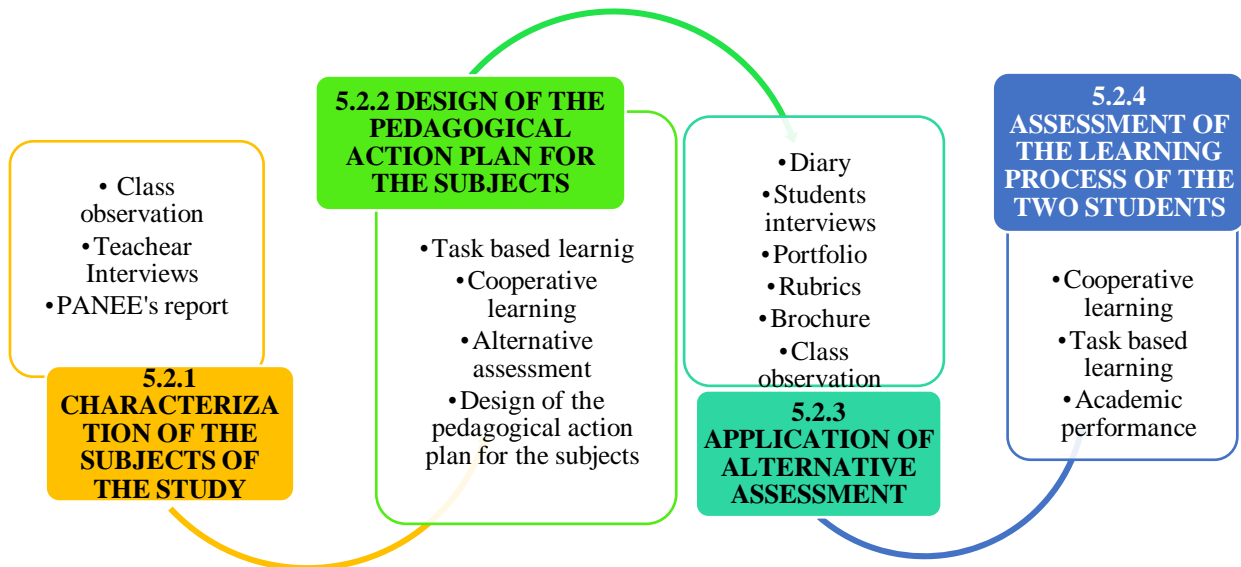 • Class
observation
• Teachear
Interviews
• PANEE's report
5.2.1
CHARACTERIZA
TION OF THE
SUBJECTS OF
THE STUDY
5.2.2 DESIGN OF THE
PEDAGOGICAL
ACTION PLAN FOR
THE SUBJECTS
• Task based learnig
• Cooperative
learning
• Alternative
assessment
• Design of the
pedagogical action
plan for the subjects
• Diary
• Students
interviews
• Portfolio
• Rubrics
• Brochure
• Class
observation
5.2.3
APPLICATION OF
ALTERNATIVE
ASSESSMENT
5.2.4
ASSESSMENT OF
THE LEARNING
PROCESS OF THE
TWO STUDENTS
• Cooperative
learning
• Task based
learning
• Academic
performance